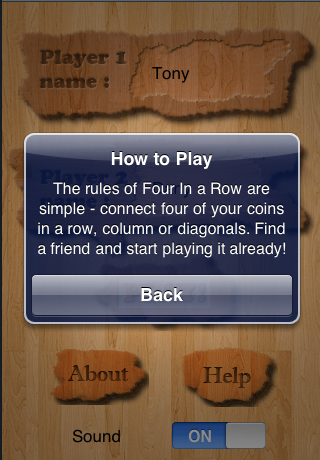 Player 1
name :
Tony
Player 2
How to Play
The rules of Four In a Row are
simple - connect four of your coins
in a row, column or diagonals. Find
a friend and start playing it already!
Back
About
Help
Sound
ON